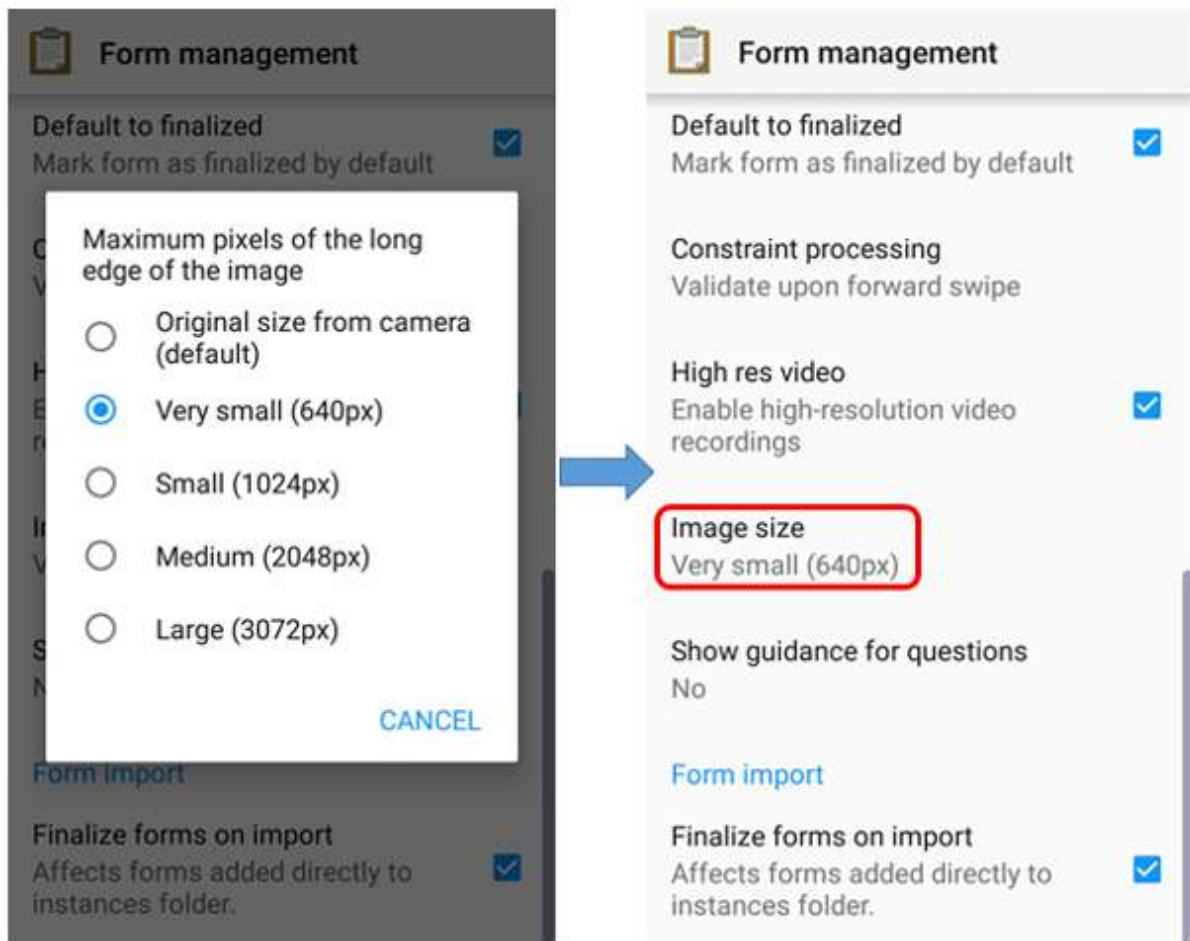 Form management
Default to finalized
Mark form as finalized by default
Maximum pixels of the long
edge of the image
Original size from camera
(default)
Very small (640px)
Small (1024px)
Medium (2048px)
Large (3072px)
CANCEL
Form import
Finalize forms on import
Affects forms added directly to
instances folder.
Form management
Default to finalized
Mark form as finalized by default
Constraint processing
Validate upon forward swipe
High res video
Enable high-resolution video
recordings
Image size
Very small (640px)
Show guidance for questions
No
Form import
Finalize forms on import
Affects forms added directly to
instances folder.